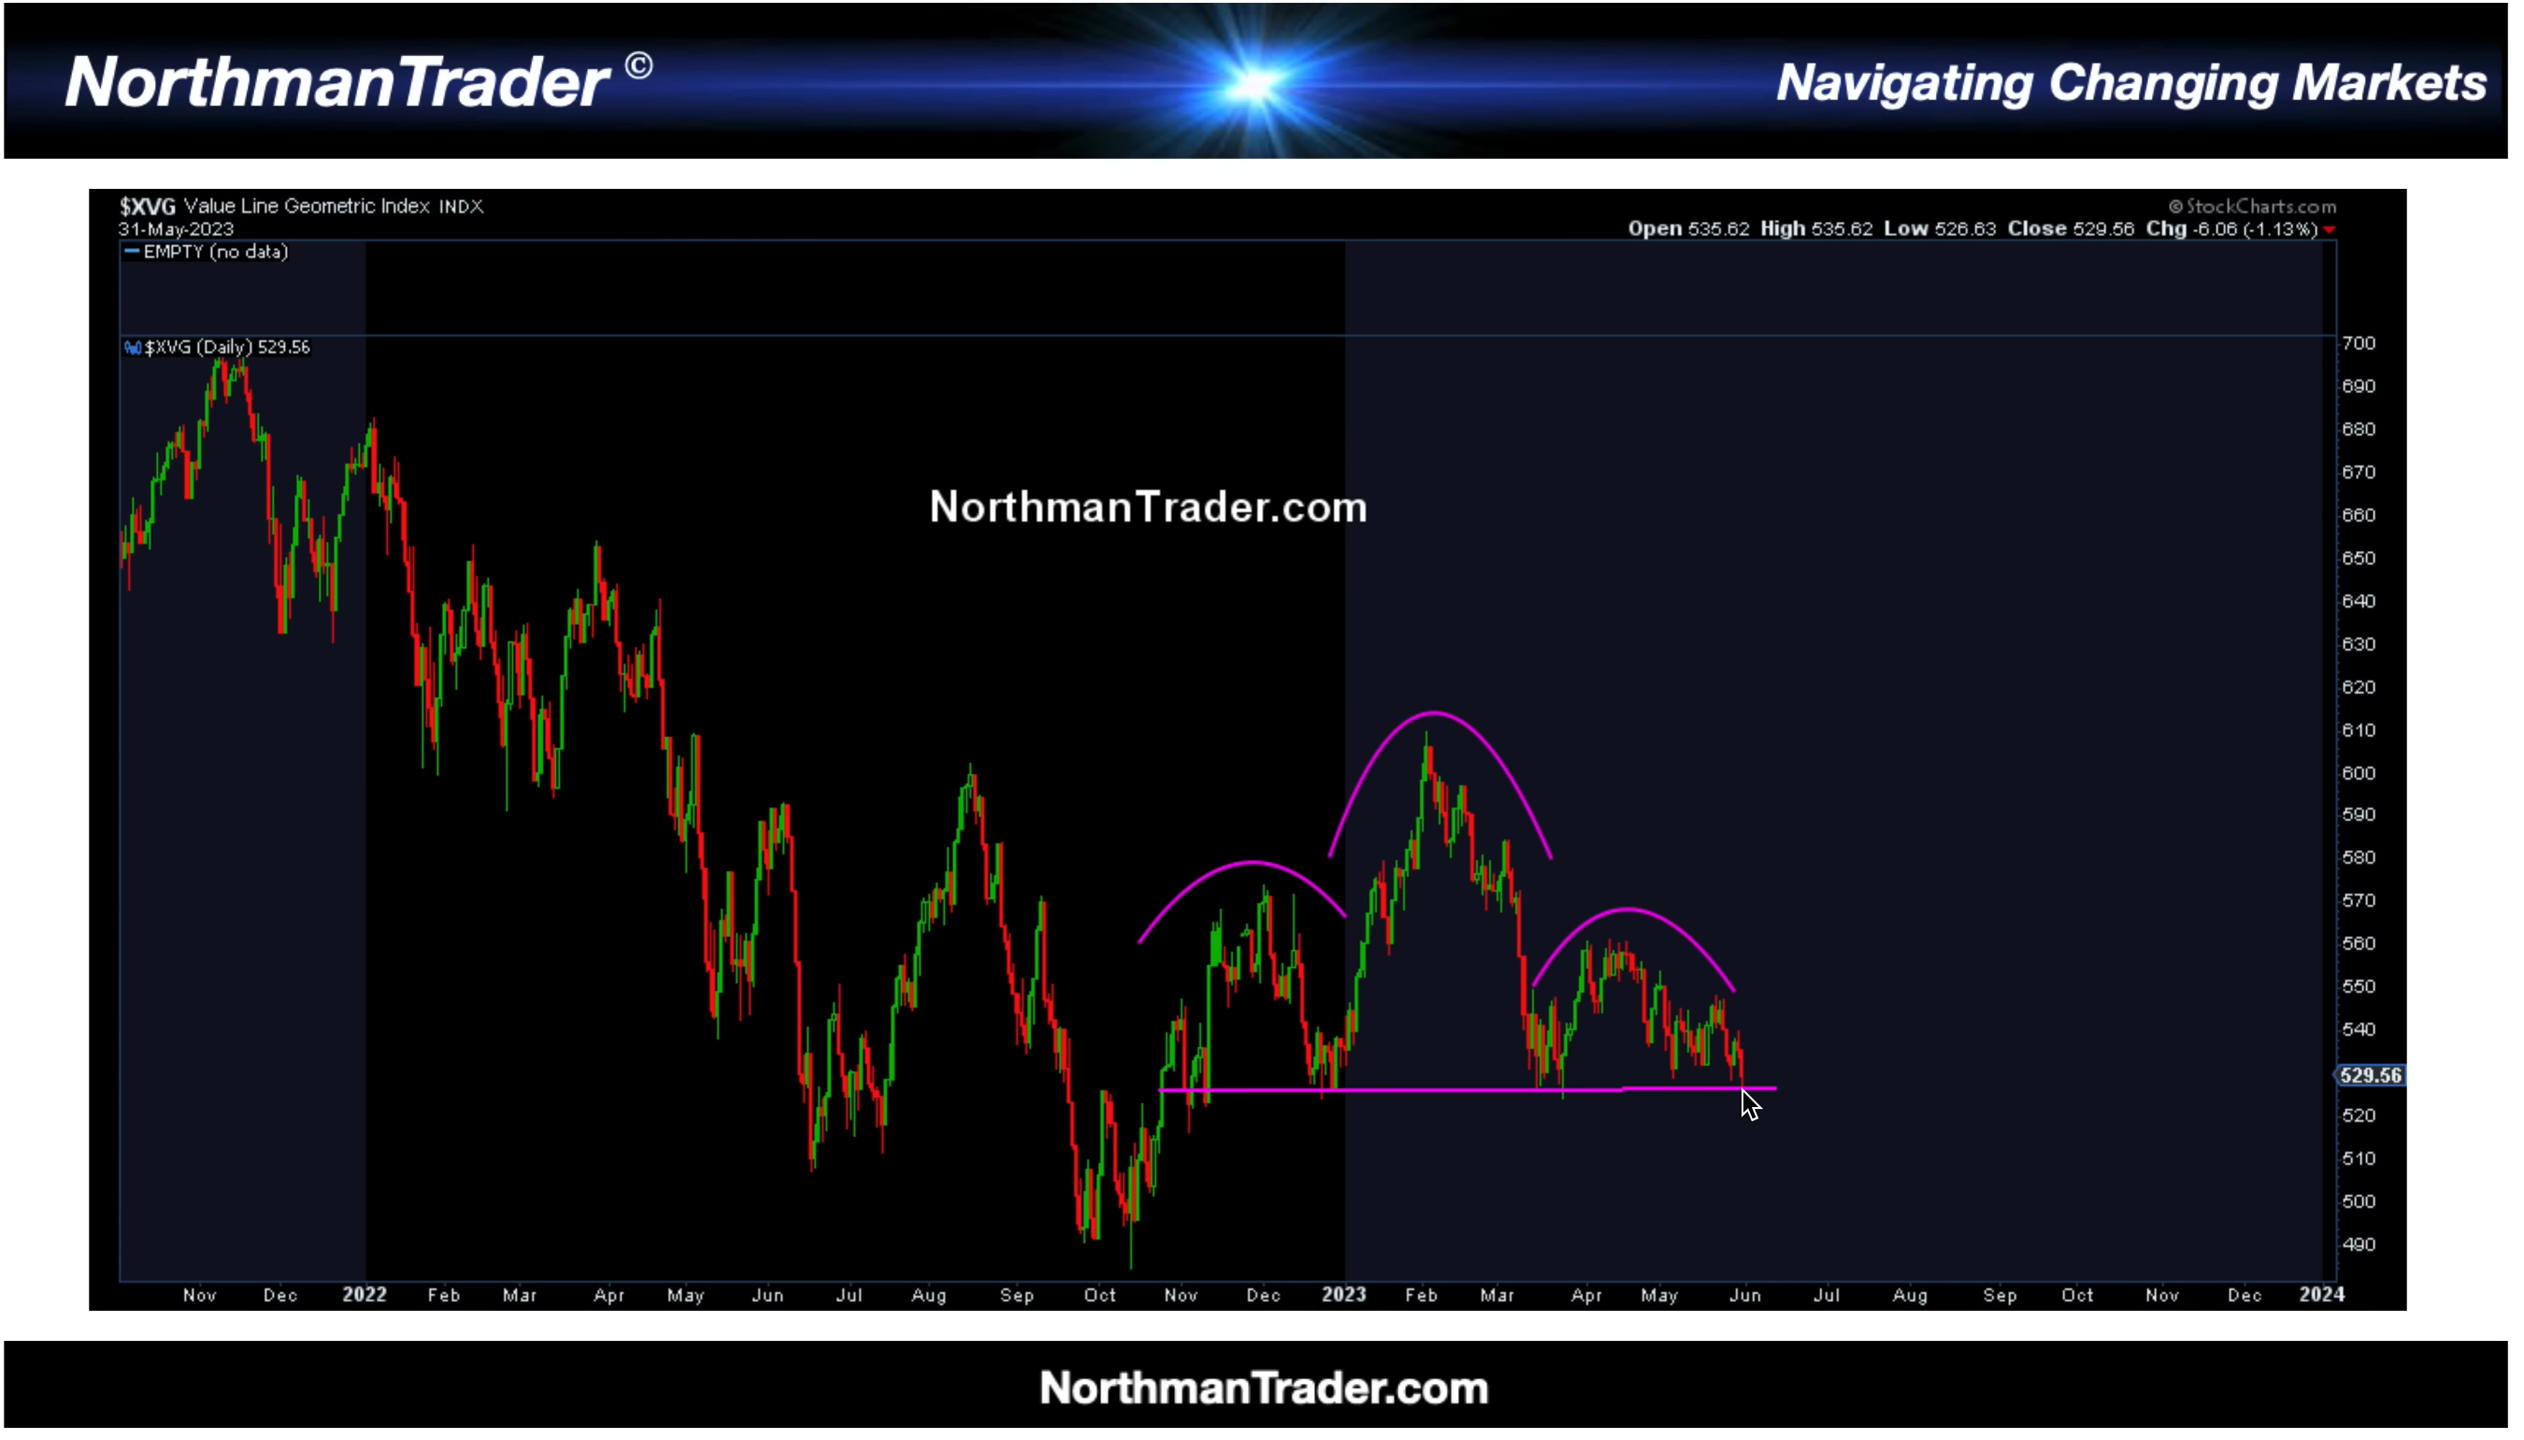 NorthmanTrader ©
Navigating Changing Markets
$XVG Value Line Geometric Index INDX
© StockCharts.com
31-May-2023
Open 535.62 High 535.62 Low 526.63 Close 529.56 Chg -6.06 (-1.13%)
EMPTY (no data)
$XVG (Daily) 529.56
700
690
680
670
660
650
640
630
620
610
600
590
580
570
560
550
540
529.56
520
510
500
490
NorthmanTrader.com
Nov Dec 2022 Feb Mar Apr May Jun Jul Aug Sep Oct Nov Dec 2023 Feb Mar Apr May Jun Jul Aug Sep Oct Nov Dec 2024
NorthmanTrader.com